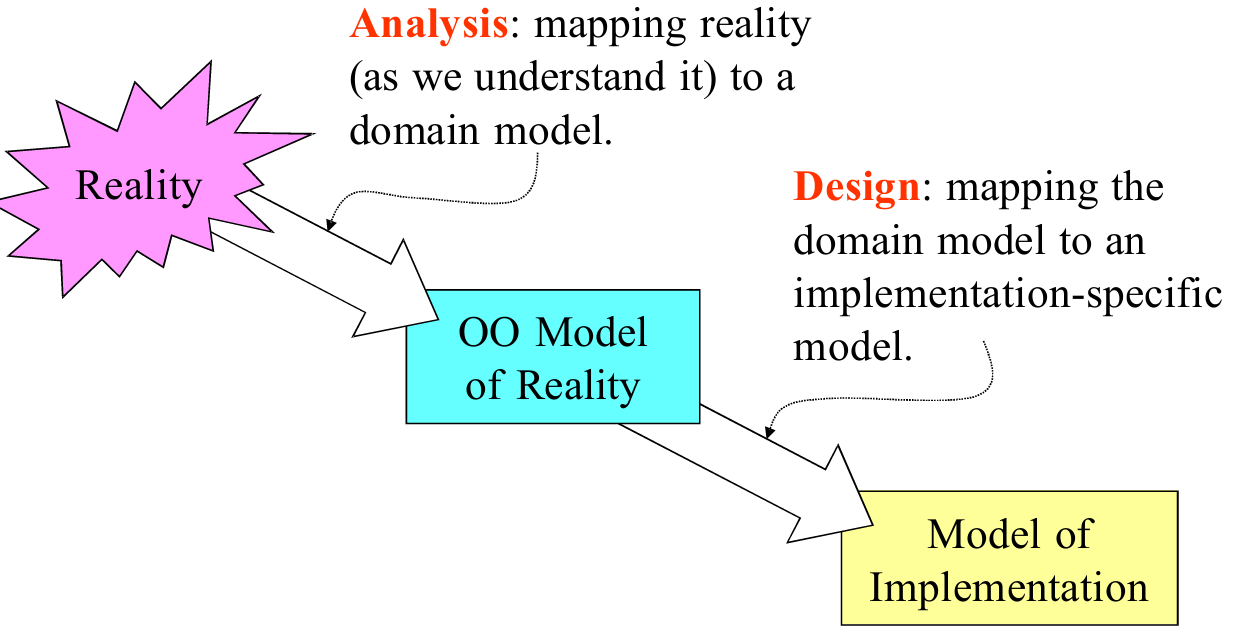 Analysis: mapping reality
(as we understand it) to a
domain model.
Reality
Design: mapping the
domain model to an
implementation-specific
model.
OO Model
of Reality
Model of
Implementation